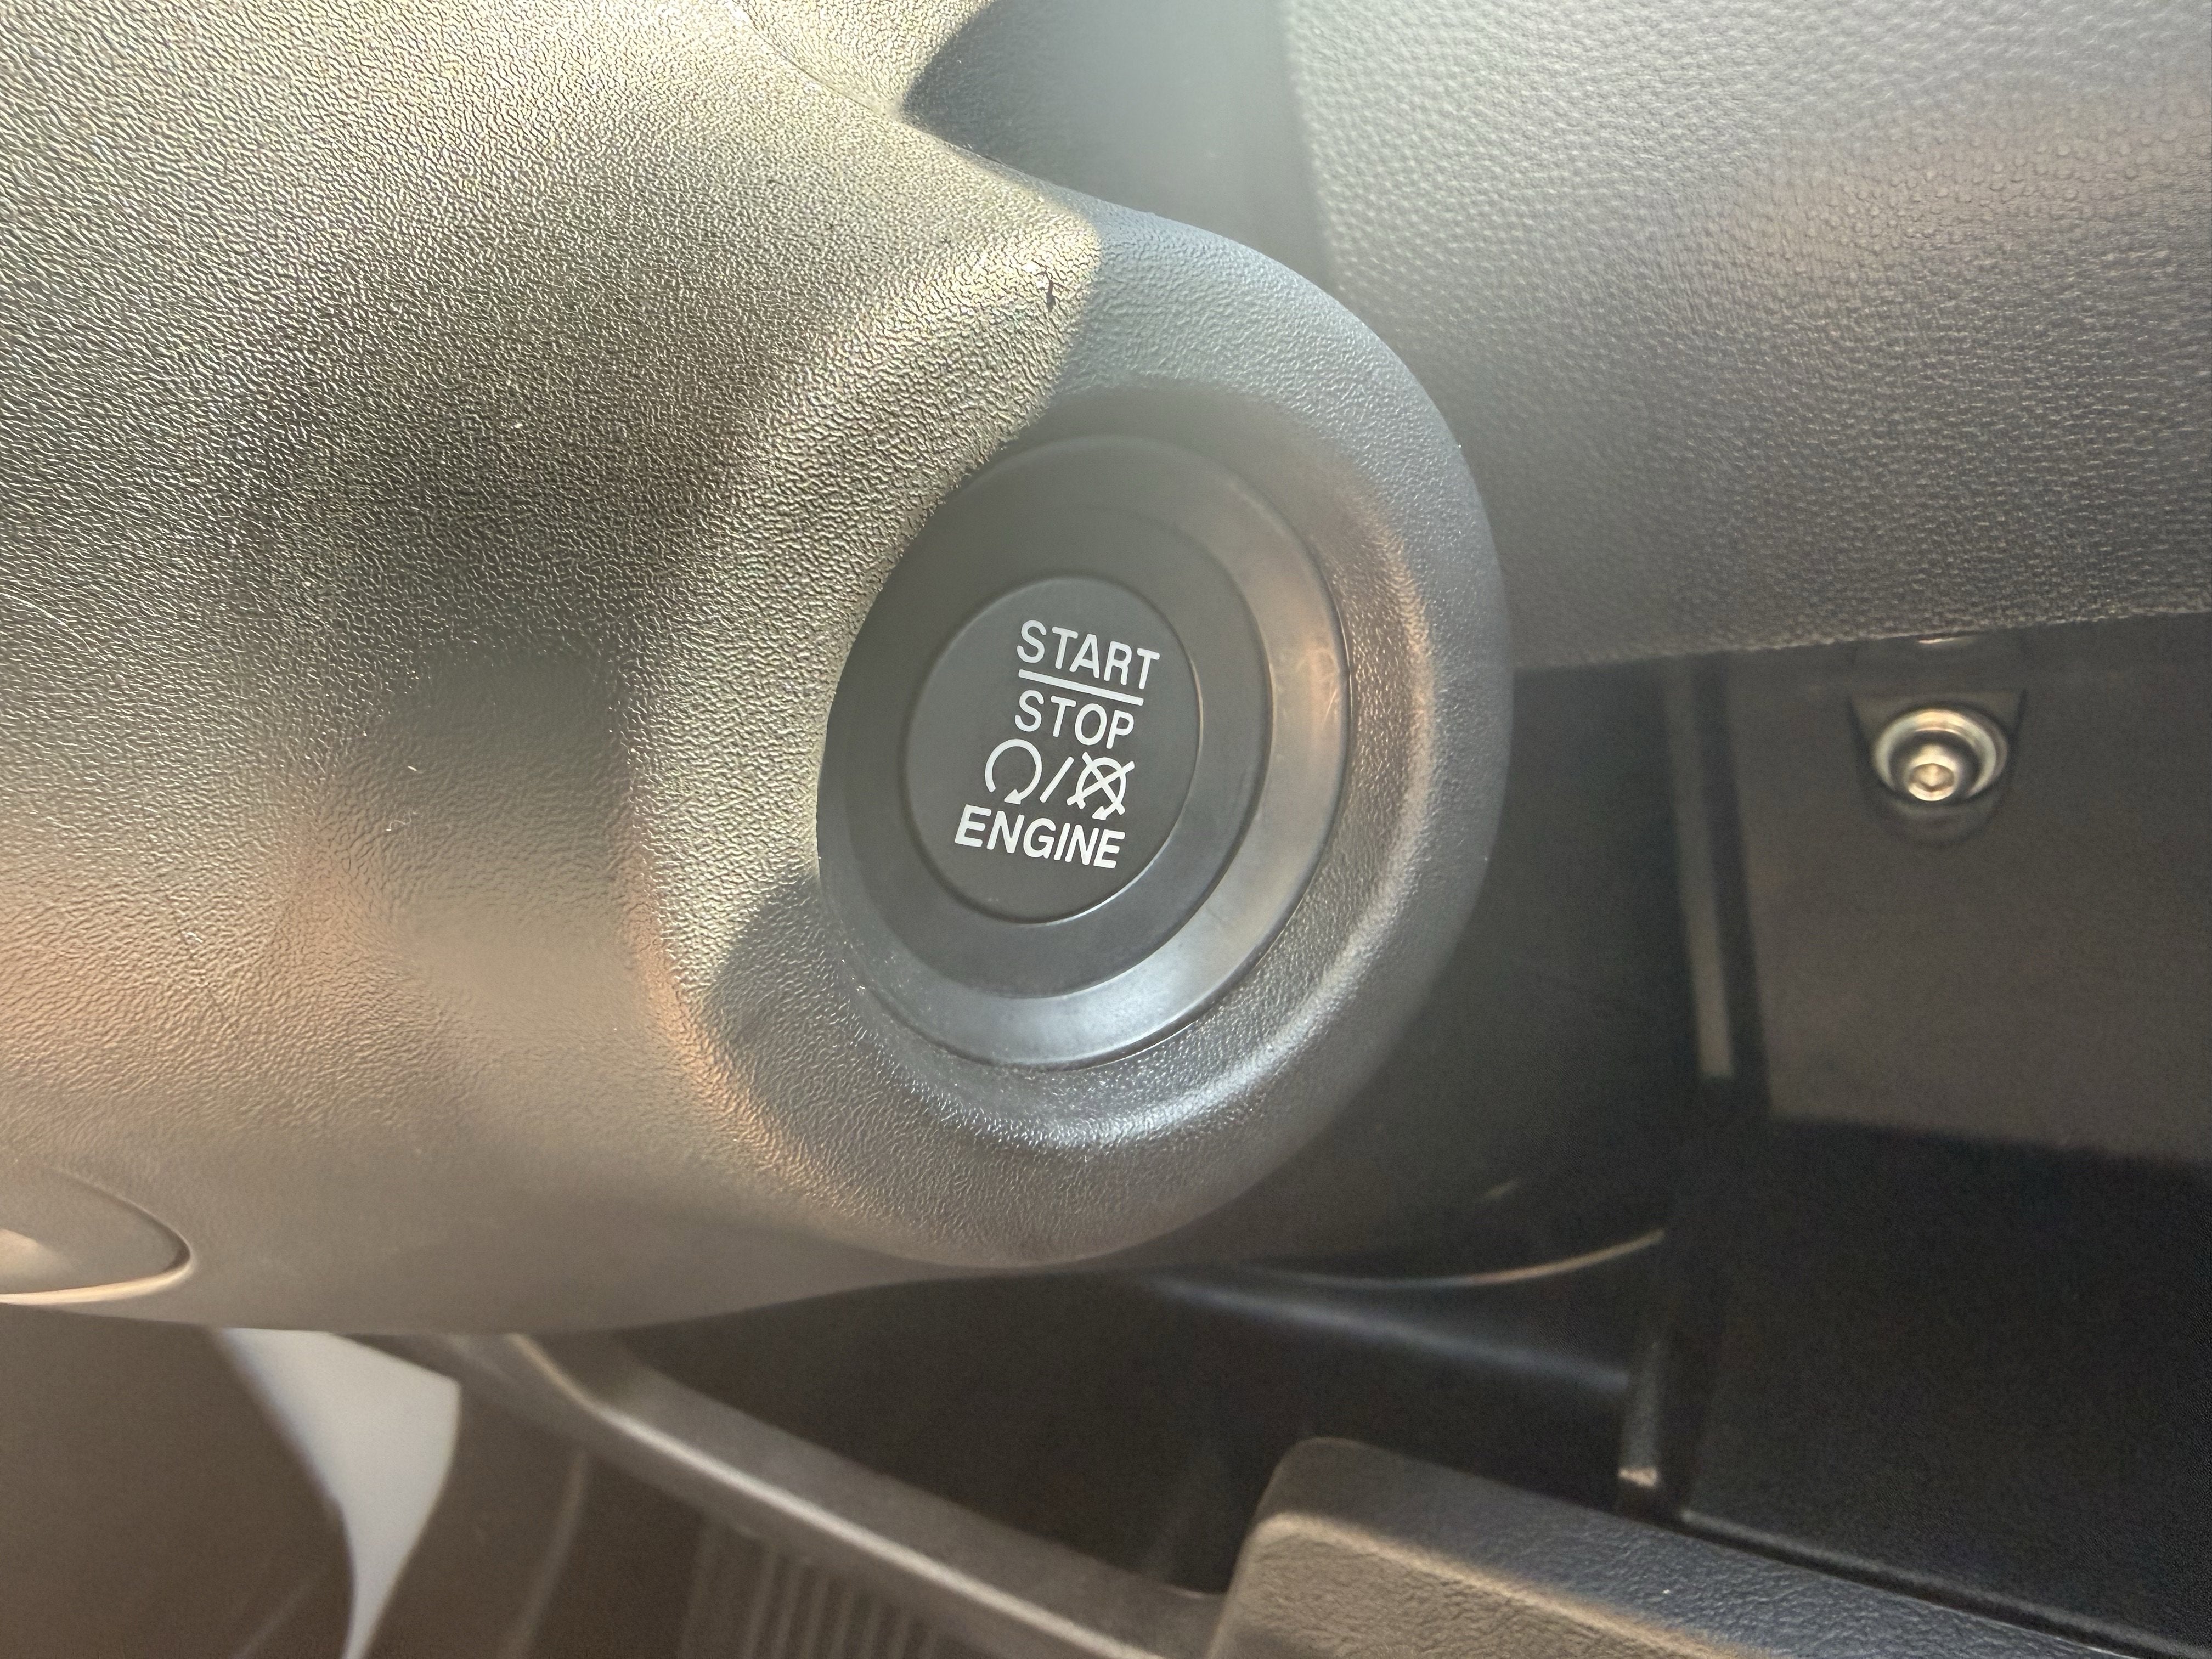 START
STOP
/
ENGINE